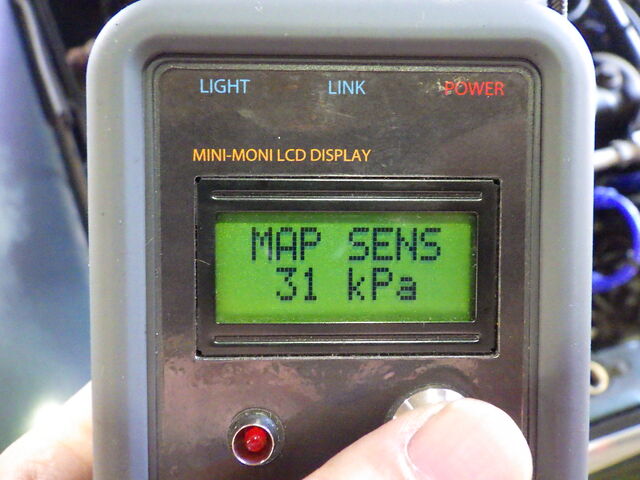 LIGHT LINK POWER
MINI-MONI LCD DISPLAY
MAP SENS
31 kPa